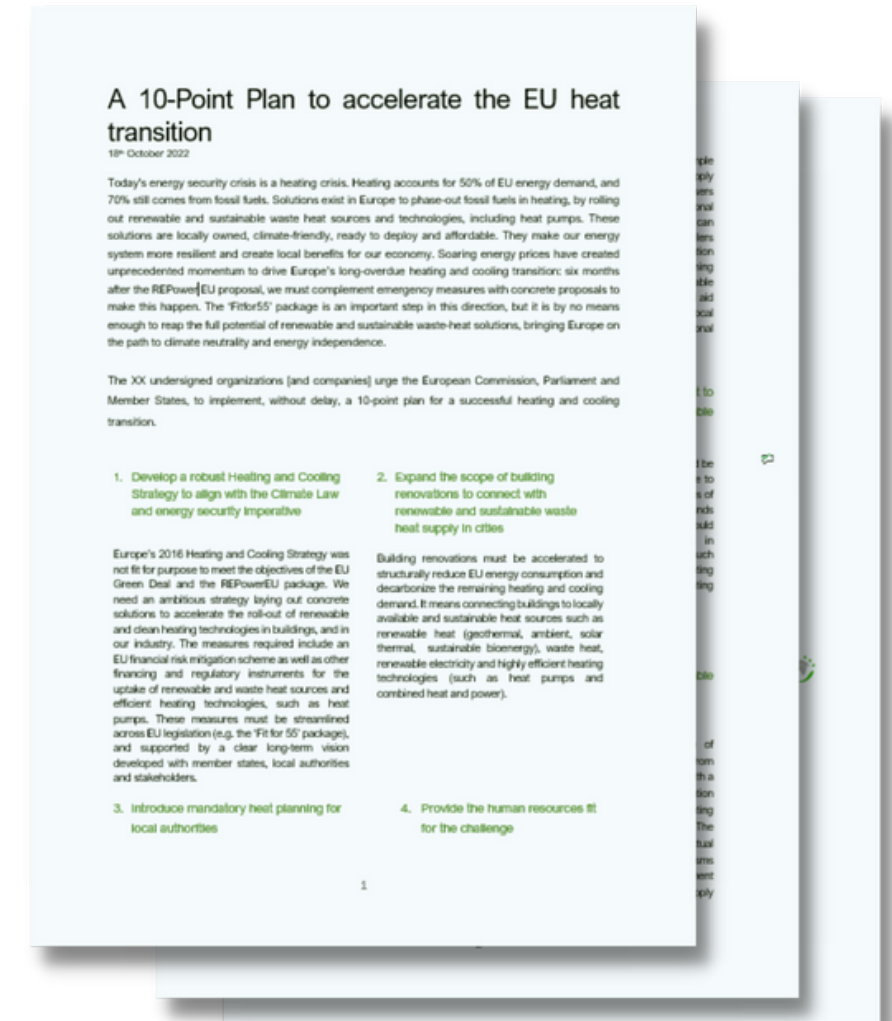 A 10-Point Plan to accelerate the EU heat
transition
18th October 2022
Today's energy security crisis is a heating crisis. Heating accounts for 50% of EU energy demand, and
70% still comes from fossil fuels. Solutions exist in Europe to phase-out fossil fuels in heating, by rolling
out renewable and sustainable waste heat sources and technologies, including heat pumps. These
solutions are locally owned, climate-friendly, ready to deploy and affordable. They make our energy
system more resilient and create local benefits for our economy. Soaring energy prices have created
unprecedented momentum to drive Europe's long-overdue heating and cooling transition: six months
after the REPowerEU proposal, we must complement emergency measures with concrete proposals to
make this happen. The 'Fitfor55' package is an important step in this direction, but it is by no means
enough to reap the full potential of renewable and sustainable waste-heat solutions, bringing Europe on
the path to climate neutrality and energy independence.
The XX undersigned organizations [and companies] urge the European Commission, Parliament and
Member States, to implement, without delay, a 10-point plan for a successful heating and cooling
transition.
1. Develop a robust Heating and Cooling
Strategy to align with the Climate Law
and energy security imperative
Europe's 2016 Heating and Cooling Strategy was
not fit for purpose to meet the objectives of the EU
Green Deal and the REPowerEU package. We
need an ambitious strategy laying out concrete
solutions to accelerate the roll-out of renewable
and clean heating technologies in buildings, and in
our industry. The measures required include an
EU financial risk mitigation scheme as well as other
financing and regulatory instruments for the
uptake of renewable and waste heat sources and
efficient heating technologies, such as heat
pumps. These measures must be streamlined
across EU legislation (e.g. the 'Fit for 55' package),
and supported by a clear long-term vision
developed with member states, local authorities
and stakeholders.
2. Expand the scope of building
renovations to connect with
renewable and sustainable waste
heat supply in cities
Building renovations must be accelerated to
structurally reduce EU energy consumption and
decarbonize the remaining heating and cooling
demand. It means connecting buildings to locally
available and sustainable heat sources such as
renewable heat (geothermal, ambient, solar
thermal, sustainable bioenergy), waste heat,
renewable electricity and highly efficient heating
technologies (such as heat pumps and
combined heat and power).
3. Introduce mandatory heat planning for
local authorities
4. Provide the human resources fit
for the challenge
1